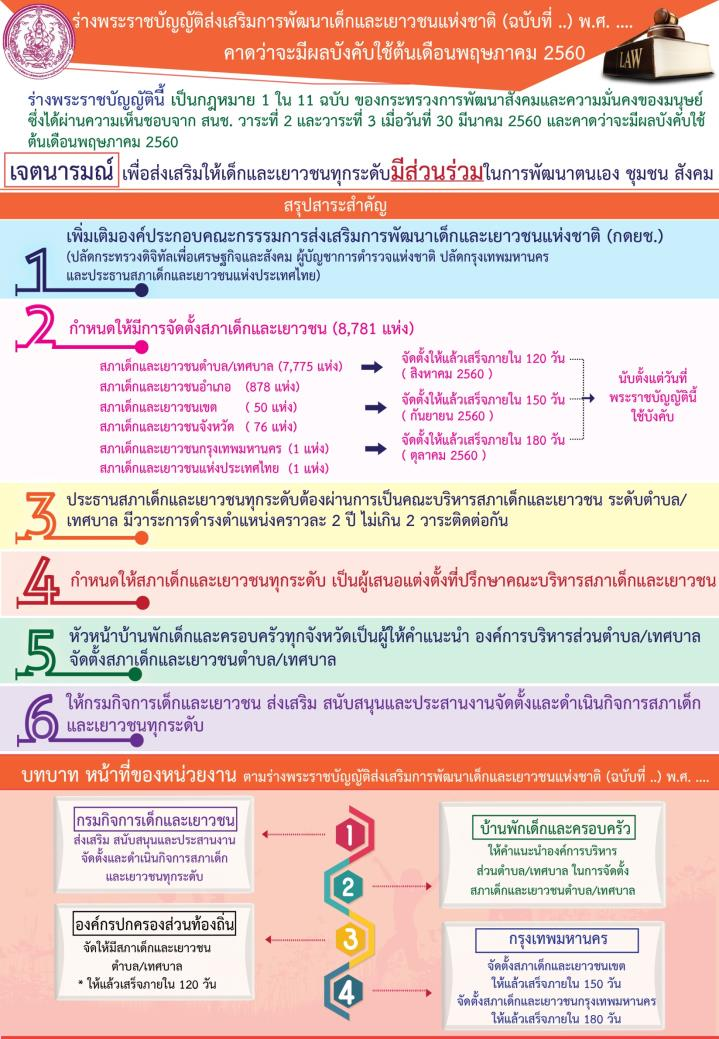 ร่างพระราชบัญญัติส่งเสริมการพัฒนาเด็กและเยาวชนแห่งชาติ (ฉบับที่ ..) พ.ศ. ....
คาดว่าจะมีผลบังคับใช้ต้นเดือนพฤษภาคม 2560
LAW
ร่างพระราชบัญญัตินี้ เป็นกฎหมาย 1 ใน 11 ฉบับ ของกระทรวงการพัฒนาสังคมและความมั่นคงของมนุษย์
ซึ่งได้ผ่านความเห็นชอบจาก สนช. วาระที่ 2 และวาระที่ 3 เมื่อวันที่ 30 มีนาคม 2560 และคาดว่าจะมีผลบังคับใช้
ต้นเดือนพฤษภาคม 2560
เจตนารมณ์ เพื่อส่งเสริมให้เด็กและเยาวชนทุกระดับมีส่วนร่วมในการพัฒนาตนเอง ชุมชน สังคม
สรุปสาระสำคัญ
1 เพิ่มเติมองค์ประกอบคณะกรรรมการส่งเสริมการพัฒนาเด็กและเยาวชนแห่งชาติ (กดยช.)
(ปลัดกระทรวงดิจิทัลเพื่อเศรษฐกิจและสังคม ผู้บัญชาการตำรวจแห่งชาติ ปลัดกรุงเทพมหานคร
และประธานสภาเด็กและเยาวชนแห่งประเทศไทย)
2 กำหนดให้มีการจัดตั้งสภาเด็กและเยาวชน (8,781 แห่ง)
สภาเด็กและเยาวชนตำบล/เทศบาล (7,775 แห่ง)
สภาเด็กและเยาวชนอำเภอ (878 แห่ง)
สภาเด็กและเยาวชนเขต ( 50 แห่ง)
สภาเด็กและเยาวชนจังหวัด ( 76 แห่ง)
สภาเด็กและเยาวชนกรุงเทพมหานคร (1 แห่ง)
สภาเด็กและเยาวชนแห่งประเทศไทย (1 แห่ง)
จัดตั้งให้แล้วเสร็จภายใน 120 วัน
( สิงหาคม 2560 )
จัดตั้งให้แล้วเสร็จภายใน 150 วัน
( กันยายน 2560 )
จัดตั้งให้แล้วเสร็จภายใน 180 วัน
( ตุลาคม 2560 )
นับตั้งแต่วันที่
พระราชบัญญัตินี้
ใช้บังคับ
3 ประธานสภาเด็กและเยาวชนทุกระดับต้องผ่านการเป็นคณะบริหารสภาเด็กและเยาวชน ระดับตำบล/
เทศบาล มีวาระการดำรงตำแหน่งคราวละ 2 ปี ไม่เกิน 2 วาระติดต่อกัน
4 กำหนดให้สภาเด็กและเยาวชนทุกระดับ เป็นผู้เสนอแต่งตั้งที่ปรึกษาคณะบริหารสภาเด็กและเยาวชน
5 หัวหน้าบ้านพักเด็กและครอบครัวทุกจังหวัดเป็นผู้ให้คำแนะนำ องค์การบริหารส่วนตำบล/เทศบาล
จัดตั้งสภาเด็กและเยาวชนตำบล/เทศบาล
6 ให้กรมกิจการเด็กและเยาวชน ส่งเสริม สนับสนุนและประสานงานจัดตั้งและดำเนินกิจการสภาเด็ก
และเยาวชนทุกระดับ
บทบาท หน้าที่ของหน่วยงาน ตามร่างพระราชบัญญัติส่งเสริมการพัฒนาเด็กและเยาวชนแห่งชาติ (ฉบับที่ ..) พ.ศ. ....
1
กรมกิจการเด็กและเยาวชน
ส่งเสริม สนับสนุนและประสานงาน
จัดตั้งและดำเนินกิจการสภาเด็ก
และเยาวชนทุกระดับ
2
บ้านพักเด็กและครอบครัว
ให้คำแนะนำองค์การบริหาร
ส่วนตำบล/เทศบาล ในการจัดตั้ง
สภาเด็กและเยาวชนตำบล/เทศบาล
3
องค์กรปกครองส่วนท้องถิ่น
จัดให้มีสภาเด็กและเยาวชน
ตำบล/เทศบาล
* ให้แล้วเสร็จภายใน 120 วัน
4
กรุงเทพมหานคร
จัดตั้งสภาเด็กและเยาวชนเขต
ให้แล้วเสร็จภายใน 150 วัน
จัดตั้งสภาเด็กและเยาวชนกรุงเทพมหานคร
ให้แล้วเสร็จภายใน 180 วัน